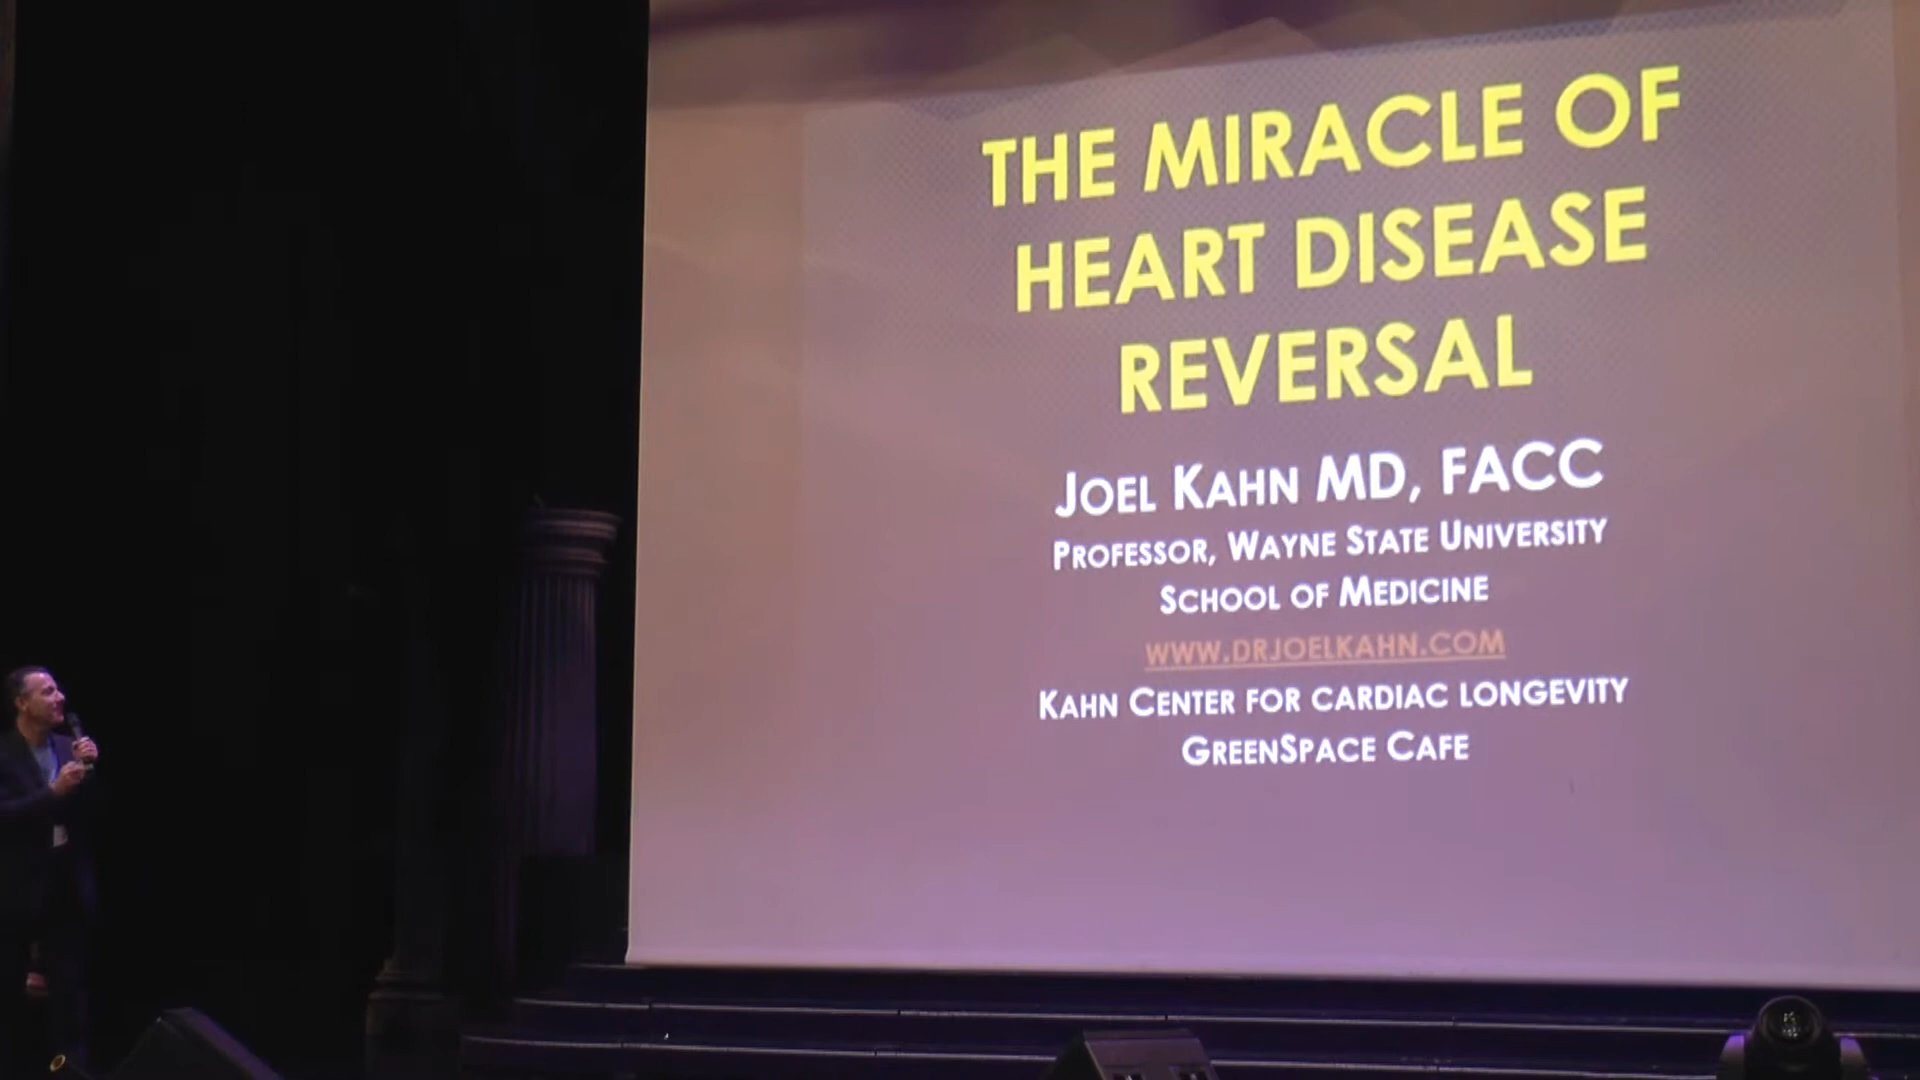 THE MIRACLE OF
HEART DISEASE
REVERSAL
JOEL KAHN MD, FACC
PROFESSOR, WAYNE STATE UNIVERSITY
SCHOOL OF MEDICINE
WWW.DRJOELKAHN.COM
KAHN CENTER FOR CARDIAC LONGEVITY
GREENSPACE CAFE